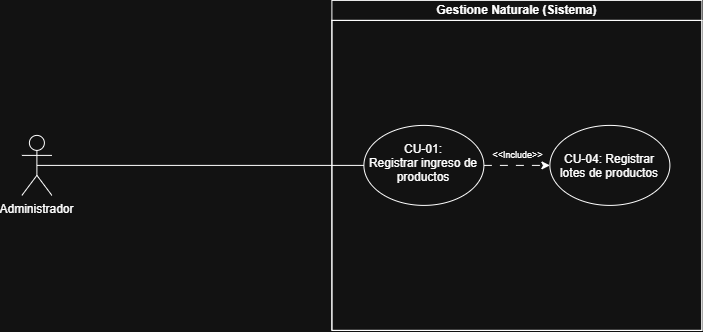 Gestione Naturale (Sistema)
CU-01:
Registrar ingreso de
productos
<<Include>>
CU-04: Registrar
lotes de productos
Administrador